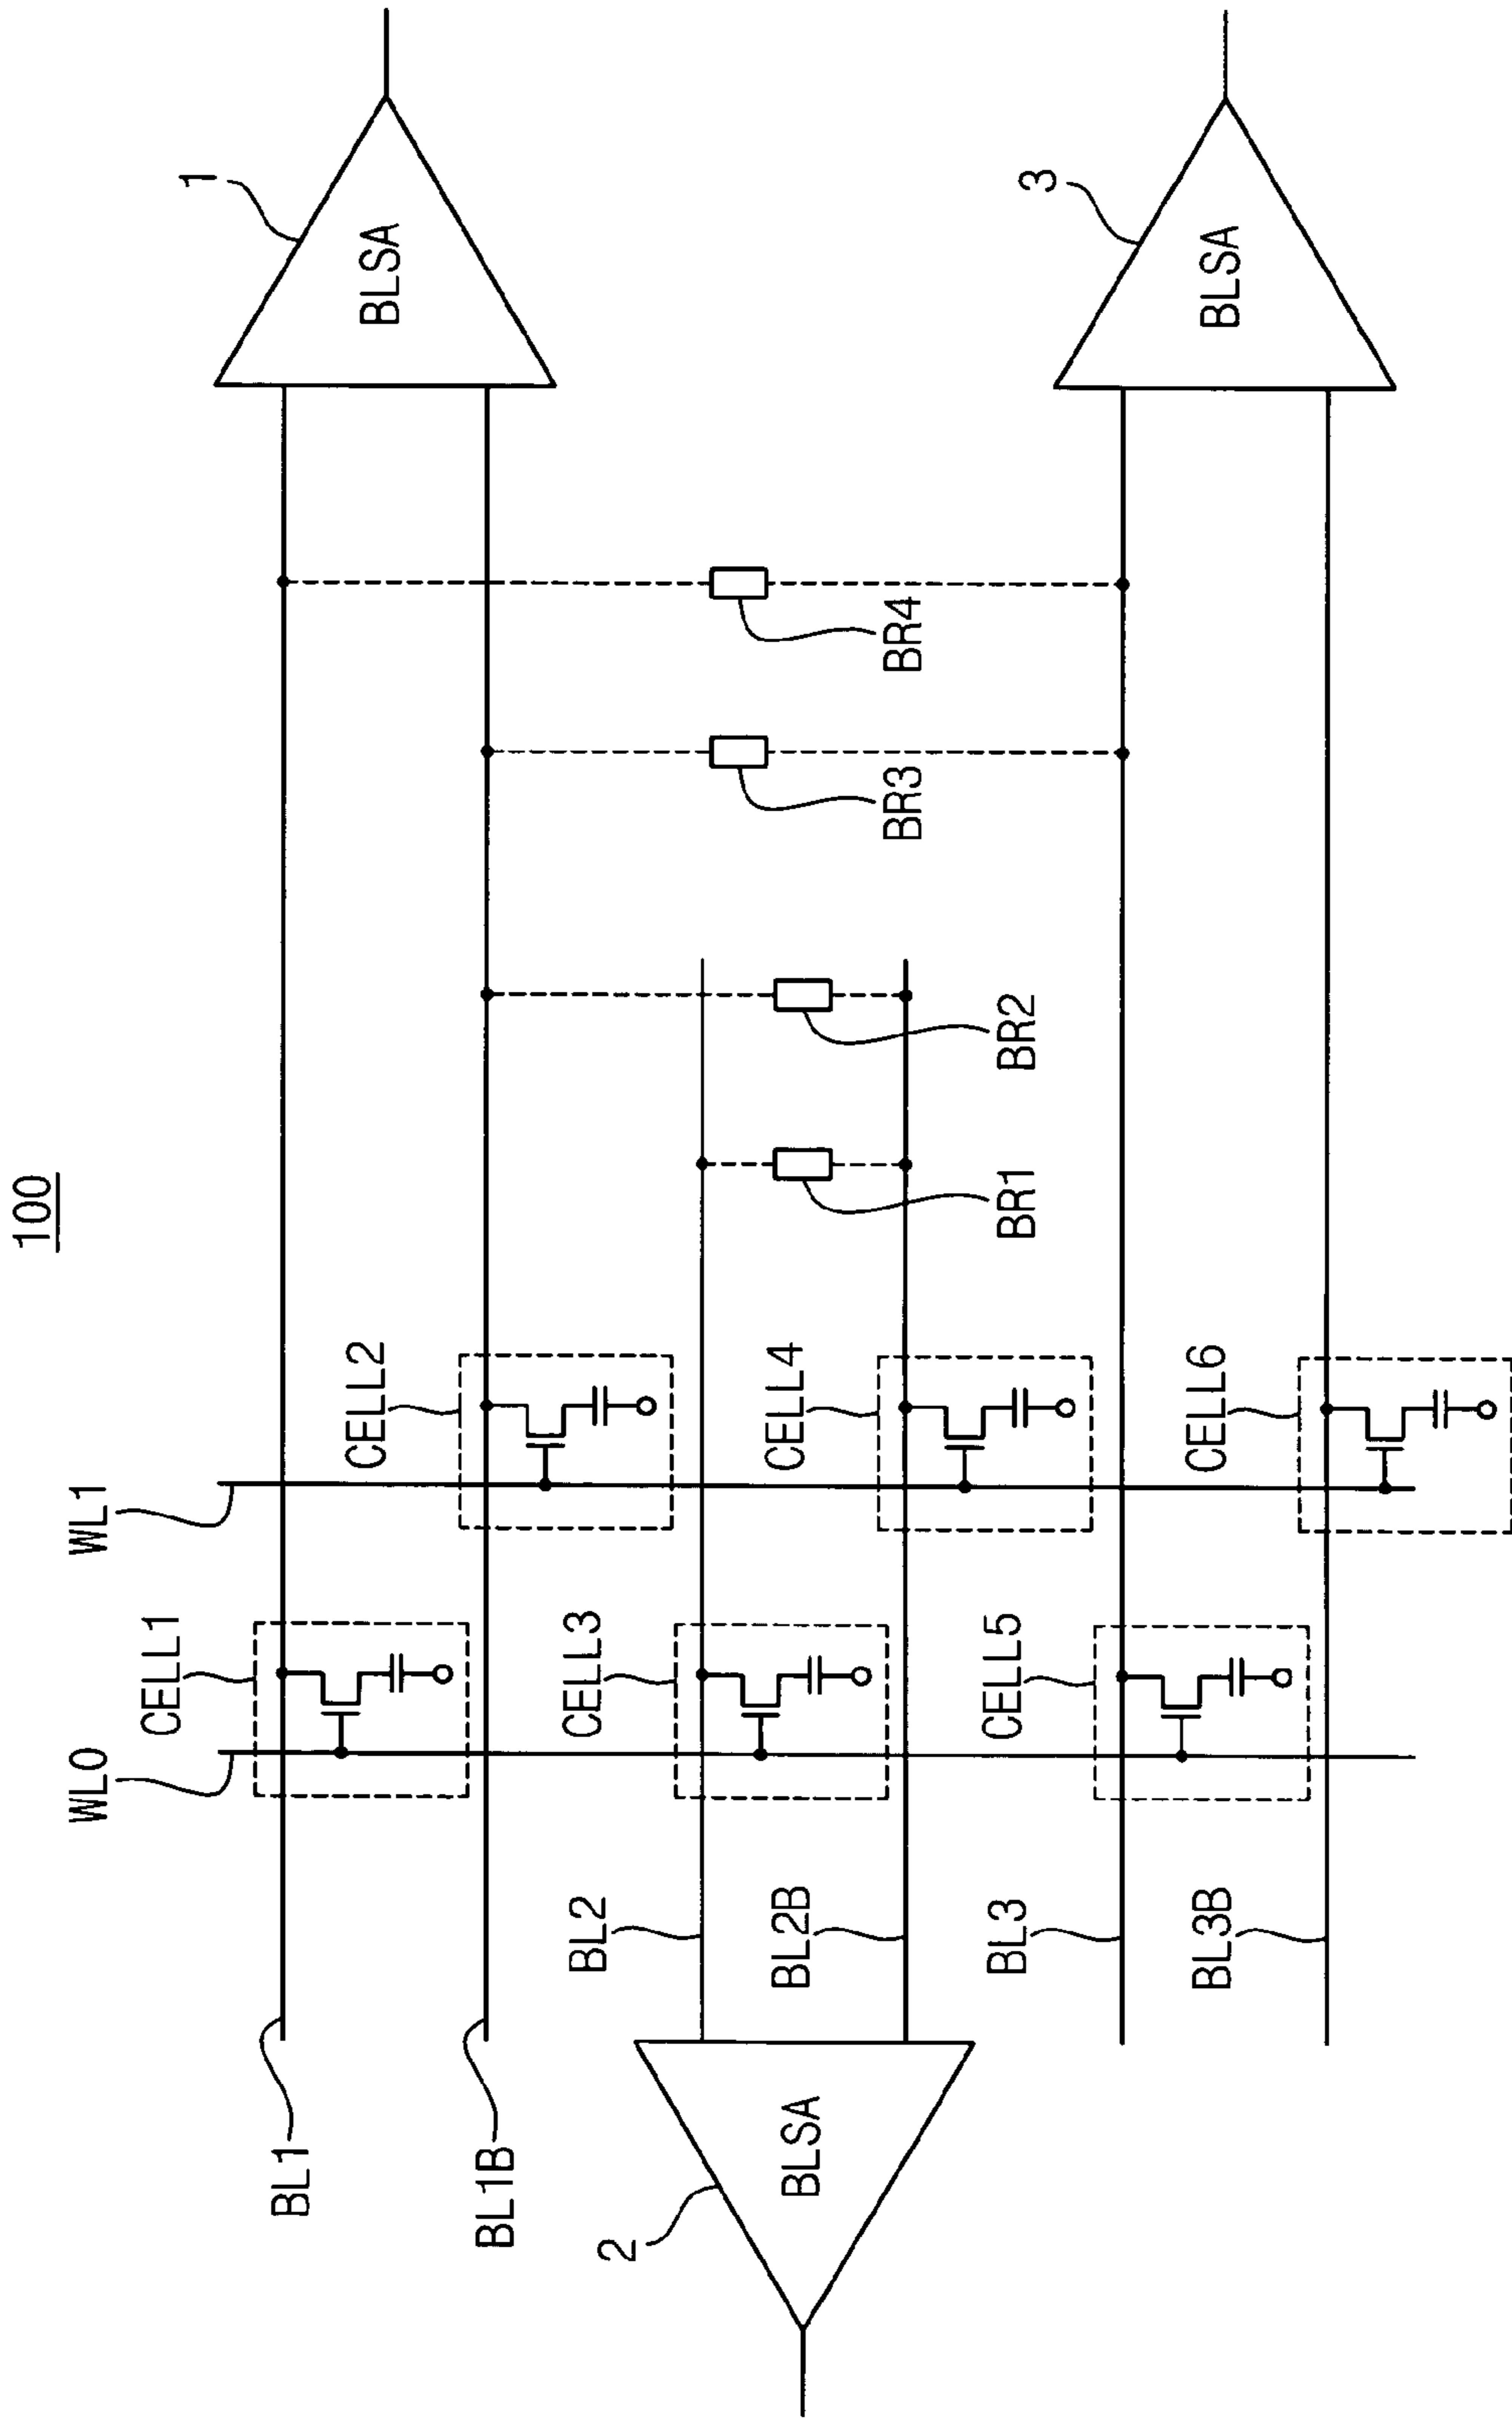 100
WL0
WL1
CELL1
CELL2
BL1
BL1B
1
BLSA
BR4
BR3
BR2
BR1
CELL3
CELL4
BL2
BL2B
2
BLSA
CELL5
CELL6
BL3
BL3B
3
BLSA